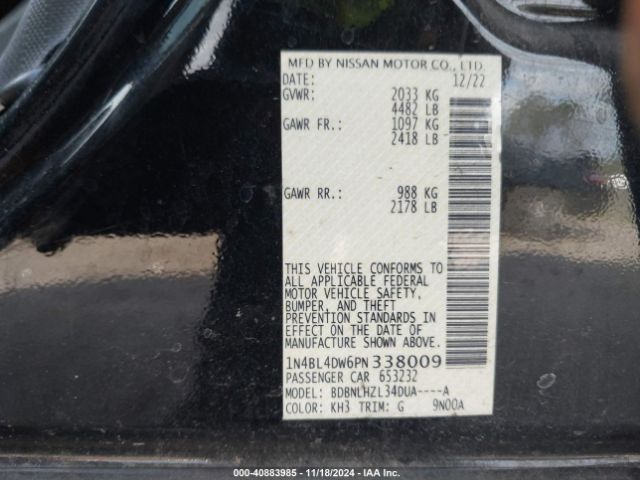 MFD BY NISSAN MOTOR CO., LTD.
DATE: 12/22
GVWR: 2033 KG
4482 LB
GAWR FR.: 1097 KG
2418 LB
GAWR RR.: 988 KG
2178 LB
THIS VEHICLE CONFORMS TO
ALL APPLICABLE FEDERAL
MOTOR VEHICLE SAFETY,
BUMPER, AND THEFT
PREVENTION STANDARDS IN
EFFECT ON THE DATE OF
MANUFACTURE SHOWN ABOVE.
1N4BL4DW6PN338009
PASSENGER CAR 653232
MODEL: BDBNLHZL34DUA----A
COLOR: KH3 TRIM: G 9N00A
000-40883985 - 11/18/2024 - IAA Inc.